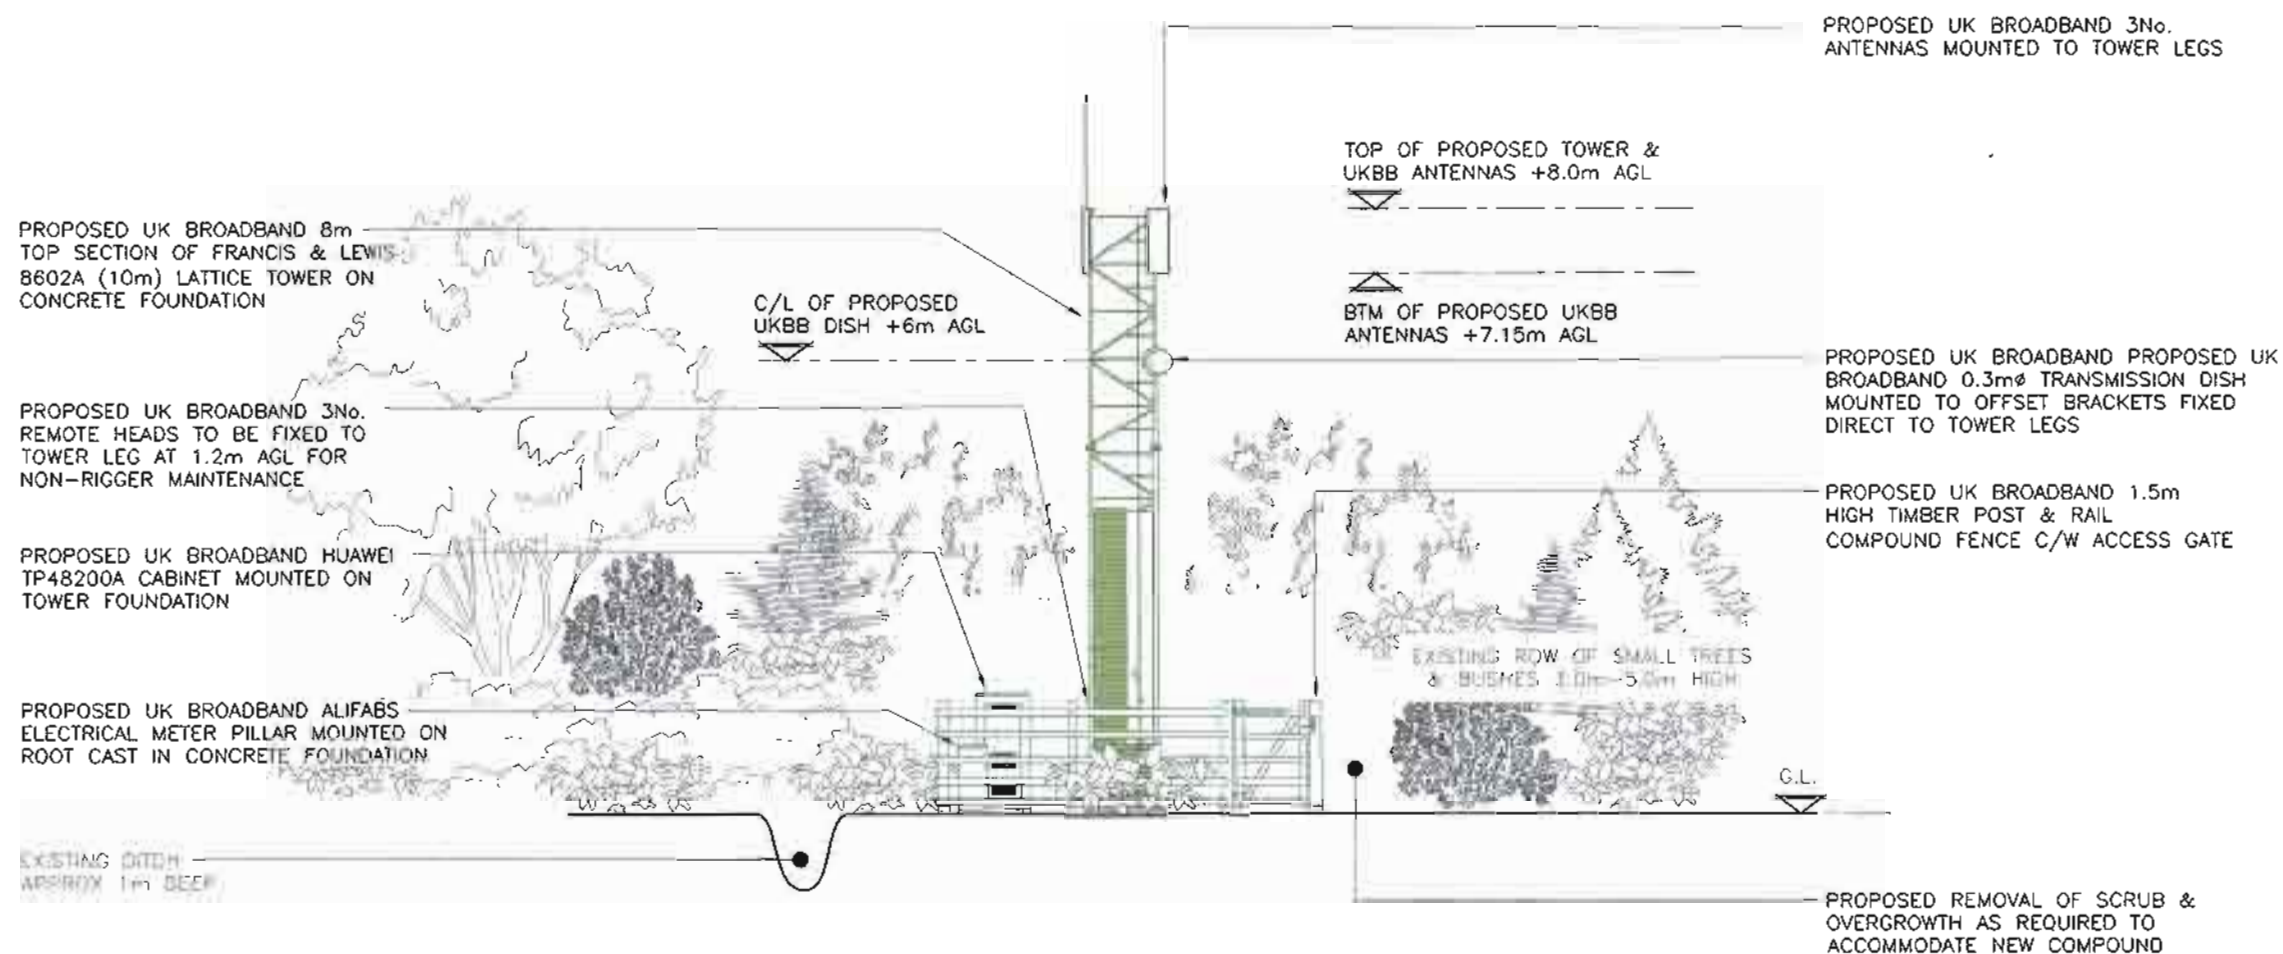 PROPOSED UK BROADBAND 3No.
ANTENNAS MOUNTED TO TOWER LEGS
TOP OF PROPOSED TOWER &
UKBB ANTENNAS +8.0m AGL
PROPOSED UK BROADBAND 8m
TOP SECTION OF FRANCIS & LEWIS
8602A (10m) LATTICE TOWER ON
CONCRETE FOUNDATION
C/L OF PROPOSED
UKBB DISH +6m AGL
BTM OF PROPOSED UKBB
ANTENNAS +7.15m AGL
PROPOSED UK BROADBAND PROPOSED UK
BROADBAND 0.3mø TRANSMISSION DISH
MOUNTED TO OFFSET BRACKETS FIXED
DIRECT TO TOWER LEGS
PROPOSED UK BROADBAND 3No.
REMOTE HEADS TO BE FIXED TO
TOWER LEG AT 1.2m AGL FOR
NON-RIGGER MAINTENANCE
PROPOSED UK BROADBAND 1.5m
HIGH TIMBER POST & RAIL
COMPOUND FENCE C/W ACCESS GATE
PROPOSED UK BROADBAND HUAWEI
TP48200A CABINET MOUNTED ON
TOWER FOUNDATION
EXISTING ROW OF SMALL TREES
& BUSHES HIGH
PROPOSED UK BROADBAND ALIFABS
ELECTRICAL METER PILLAR MOUNTED ON
ROOT CAST IN CONCRETE FOUNDATION
G.L.
EXISTING DITCH
APPROX 1m DEEP
PROPOSED REMOVAL OF SCRUB &
OVERGROWTH AS REQUIRED TO
ACCOMMODATE NEW COMPOUND